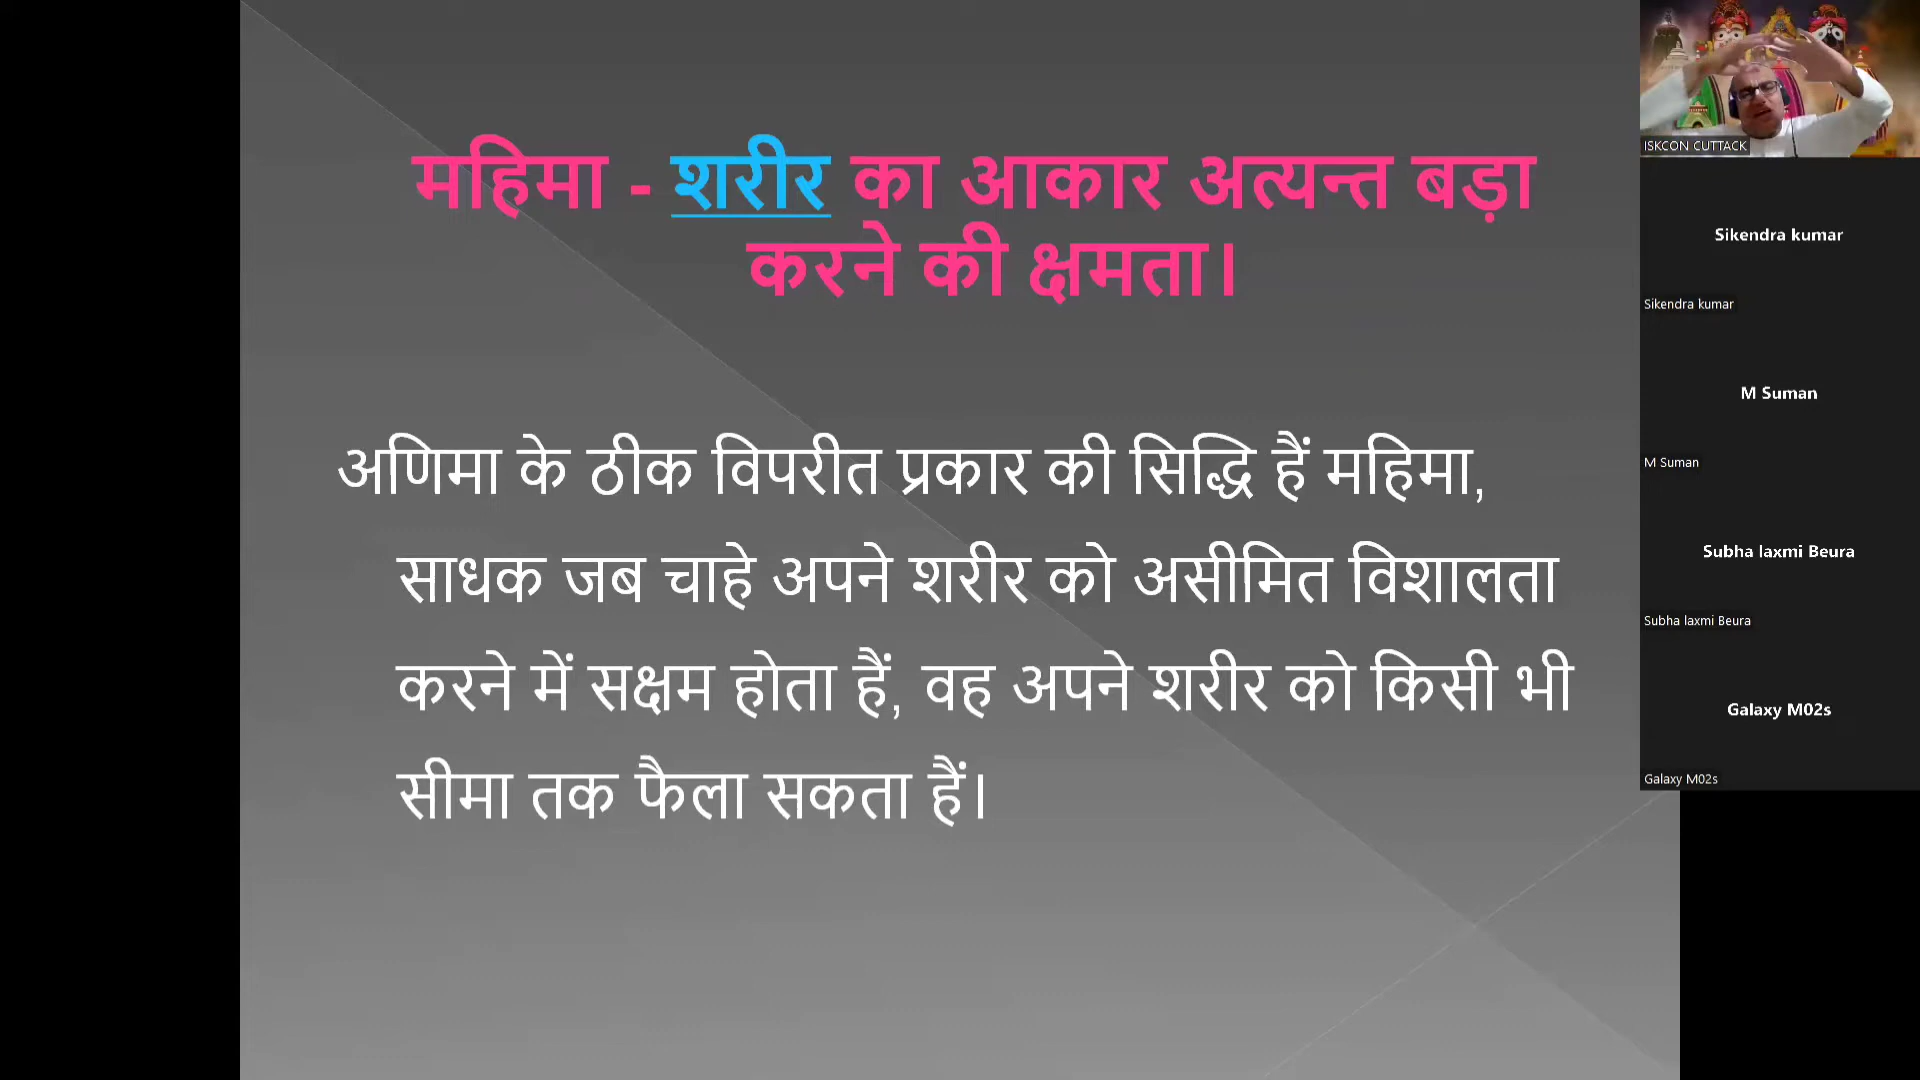 महिमा - शरीर का आकार अत्यन्त बड़ा
करने की क्षमता।
अणिमा के ठीक विपरीत प्रकार की सिद्धि हैं महिमा,
साधक जब चाहे अपने शरीर को असीमित विशालता
करने में सक्षम होता हैं, वह अपने शरीर को किसी भी
सीमा तक फैला सकता हैं।
ISKCON CUTTACK
Sikendra kumar
Sikendra kumar
M Suman
M Suman
Subha laxmi Beura
Subha laxmi Beura
Galaxy M02s
Galaxy M02s